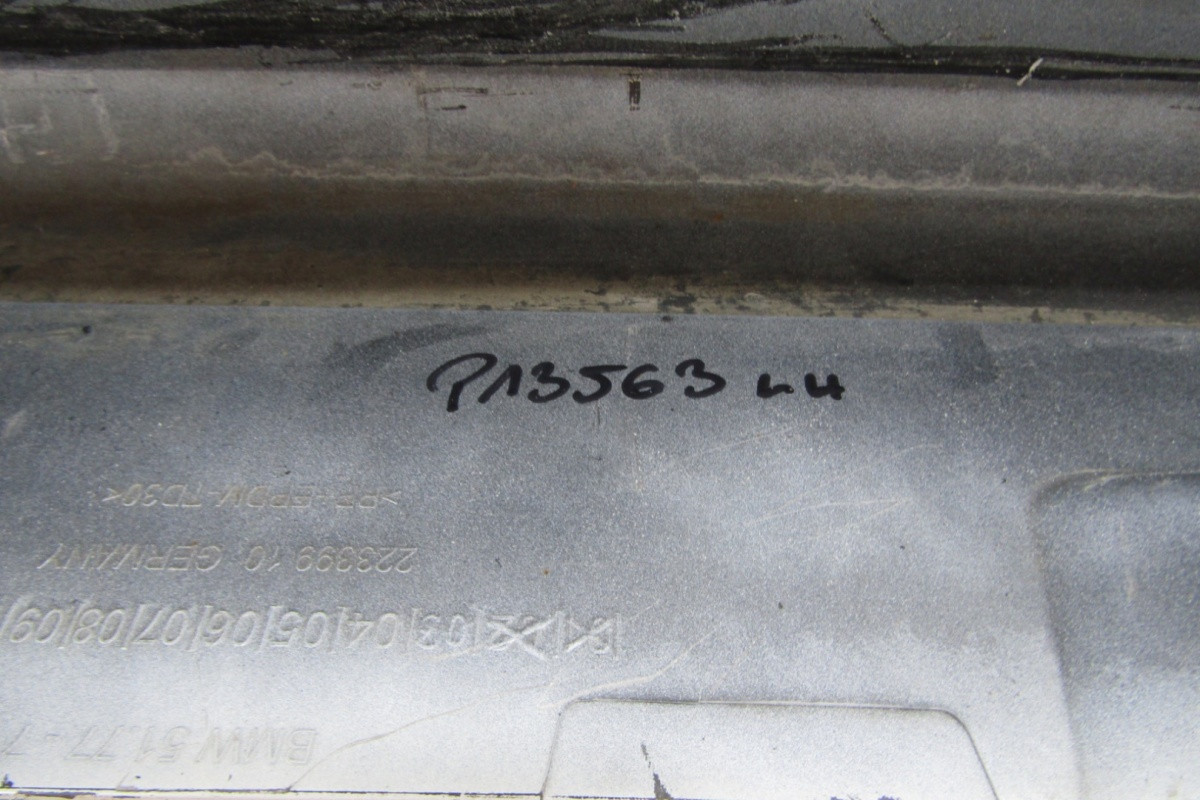 P13563 LH
>PP+EPDM-TD30<
223399 10 GERMANY
02|03|04|05|06|07|08|09
BMW 51.77 - 7